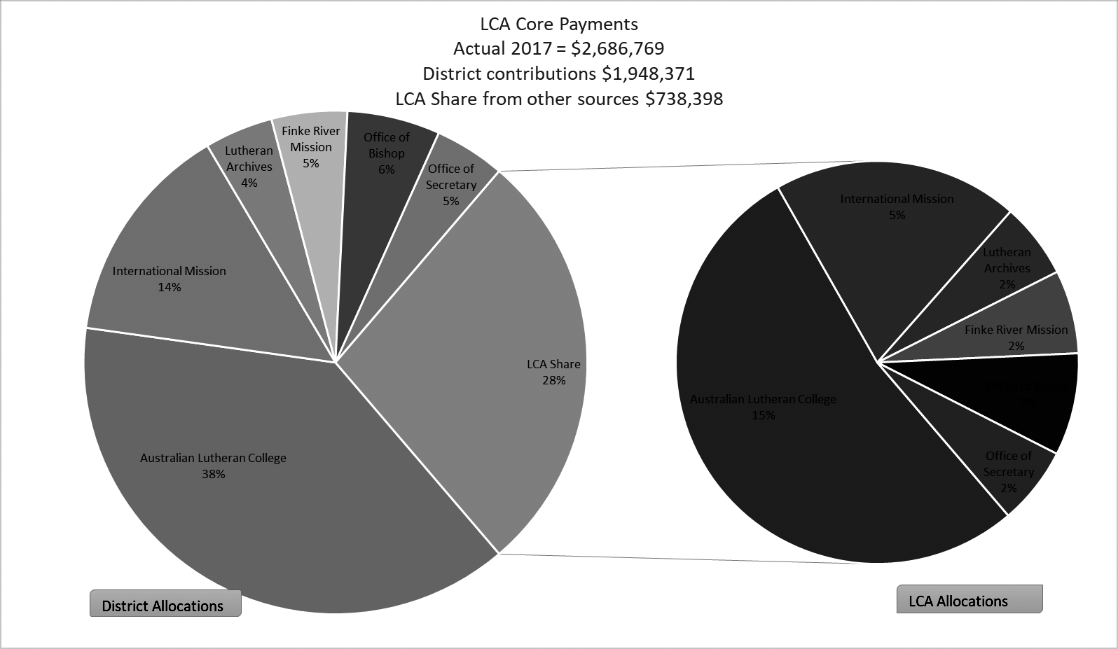 LCA Core Payments
Actual 2017 = $2,686,769
District contributions $1,948,371
LCA Share from other sources $738,398
Finke River
Mission
5%
Office of
Bishop
6%
Lutheran
Archives
4%
Office of
Secretary
5%
International Mission
14%
LCA Share
28%
Australian Lutheran College
38%
District Allocations
International Mission
5%
Lutheran
Archives
2%
Finke River Mission
2%
Australian Lutheran College
15%
Office of
Secretary
2%
LCA Allocations